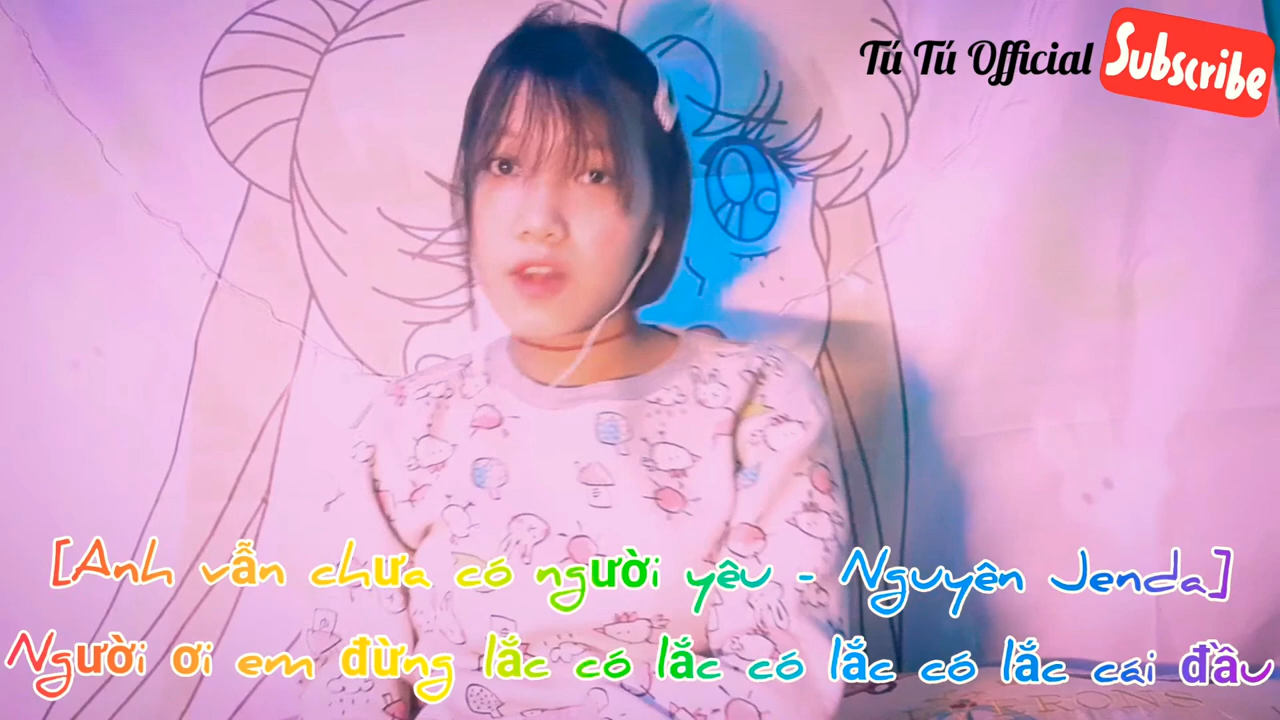 Tú Tú Official Subscribe
[Anh vẫn chưa có người yêu - Nguyên Jenda]
Người ơi em đừng lắc có lắc có lắc có lắc cái đầu